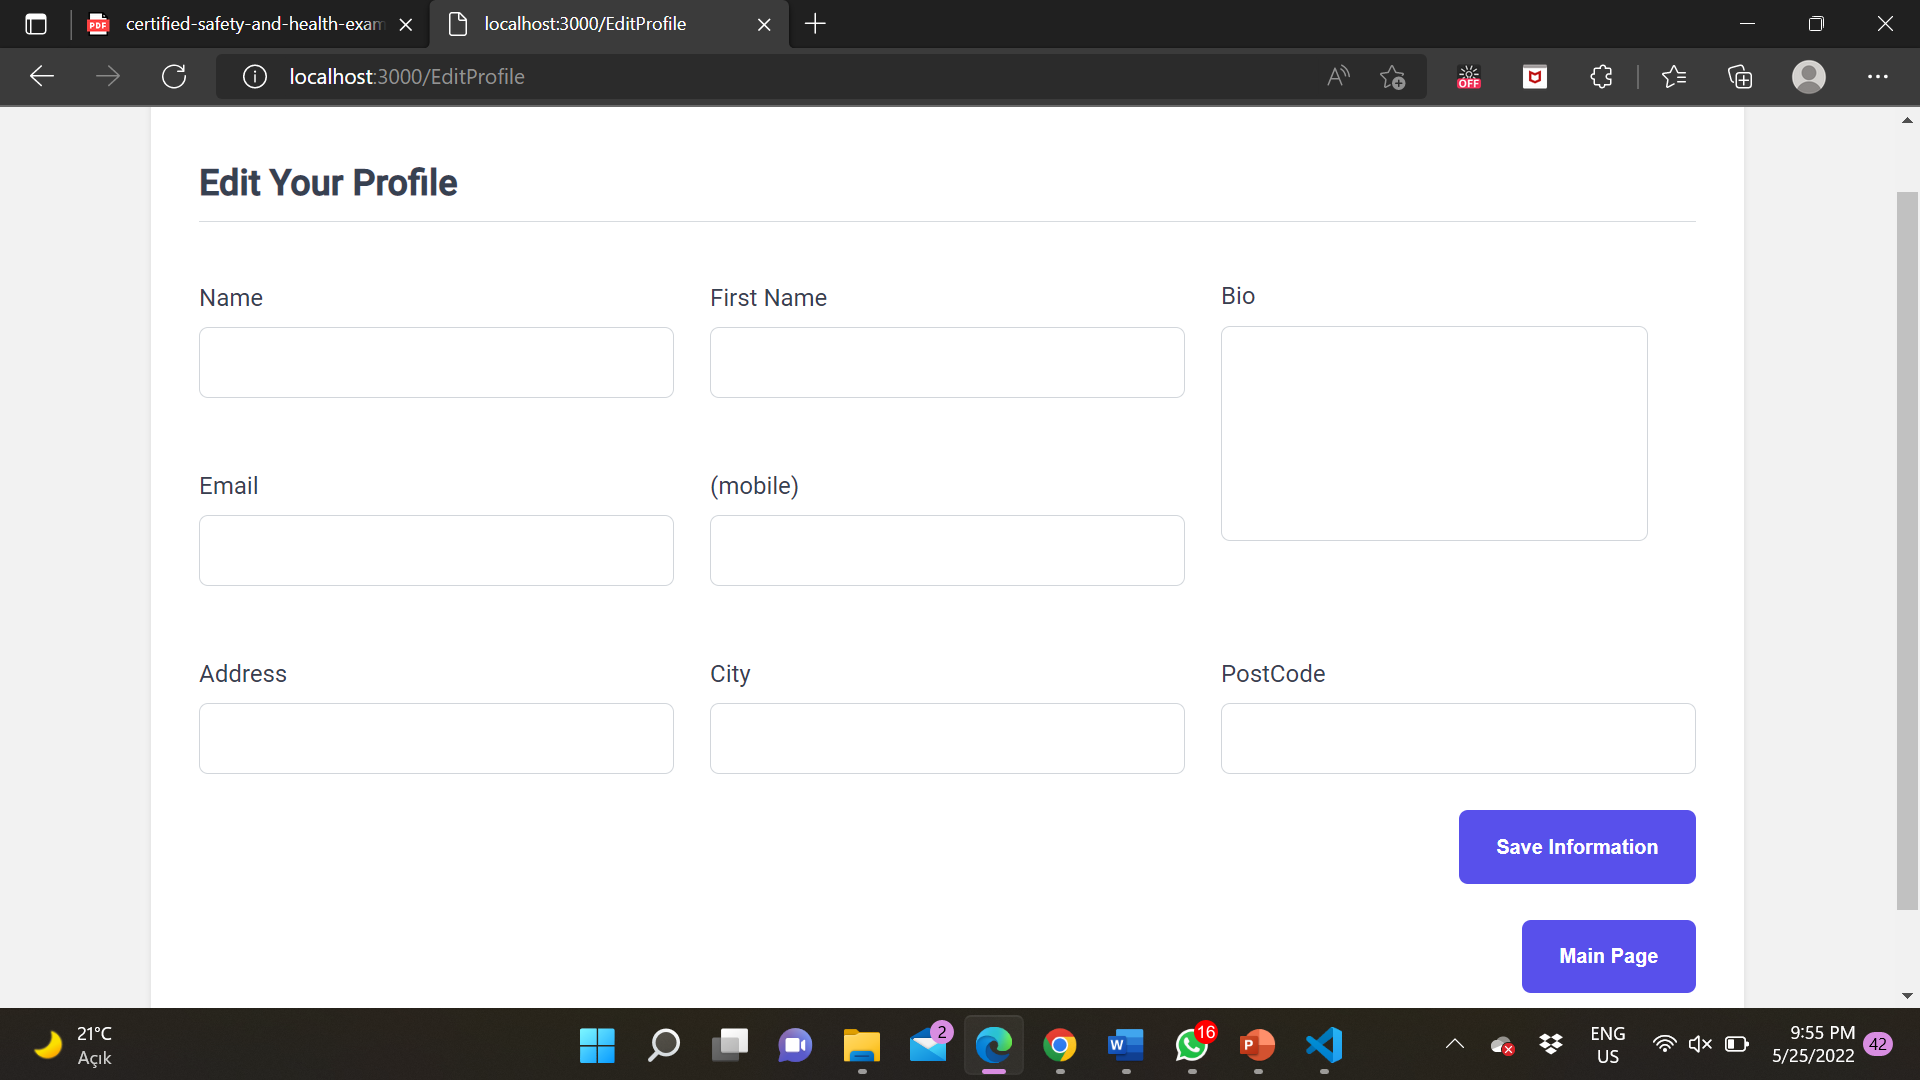 certified-safety-and-health-exam
localhost:3000/EditProfile
localhost:3000/EditProfile
OFF
Edit Your Profile
Name
First Name
Bio
Email
(mobile)
Address
City
PostCode
Save Information
Main Page
21°C
Açık
2
16
ENG
US
9:55 PM
5/25/2022
42